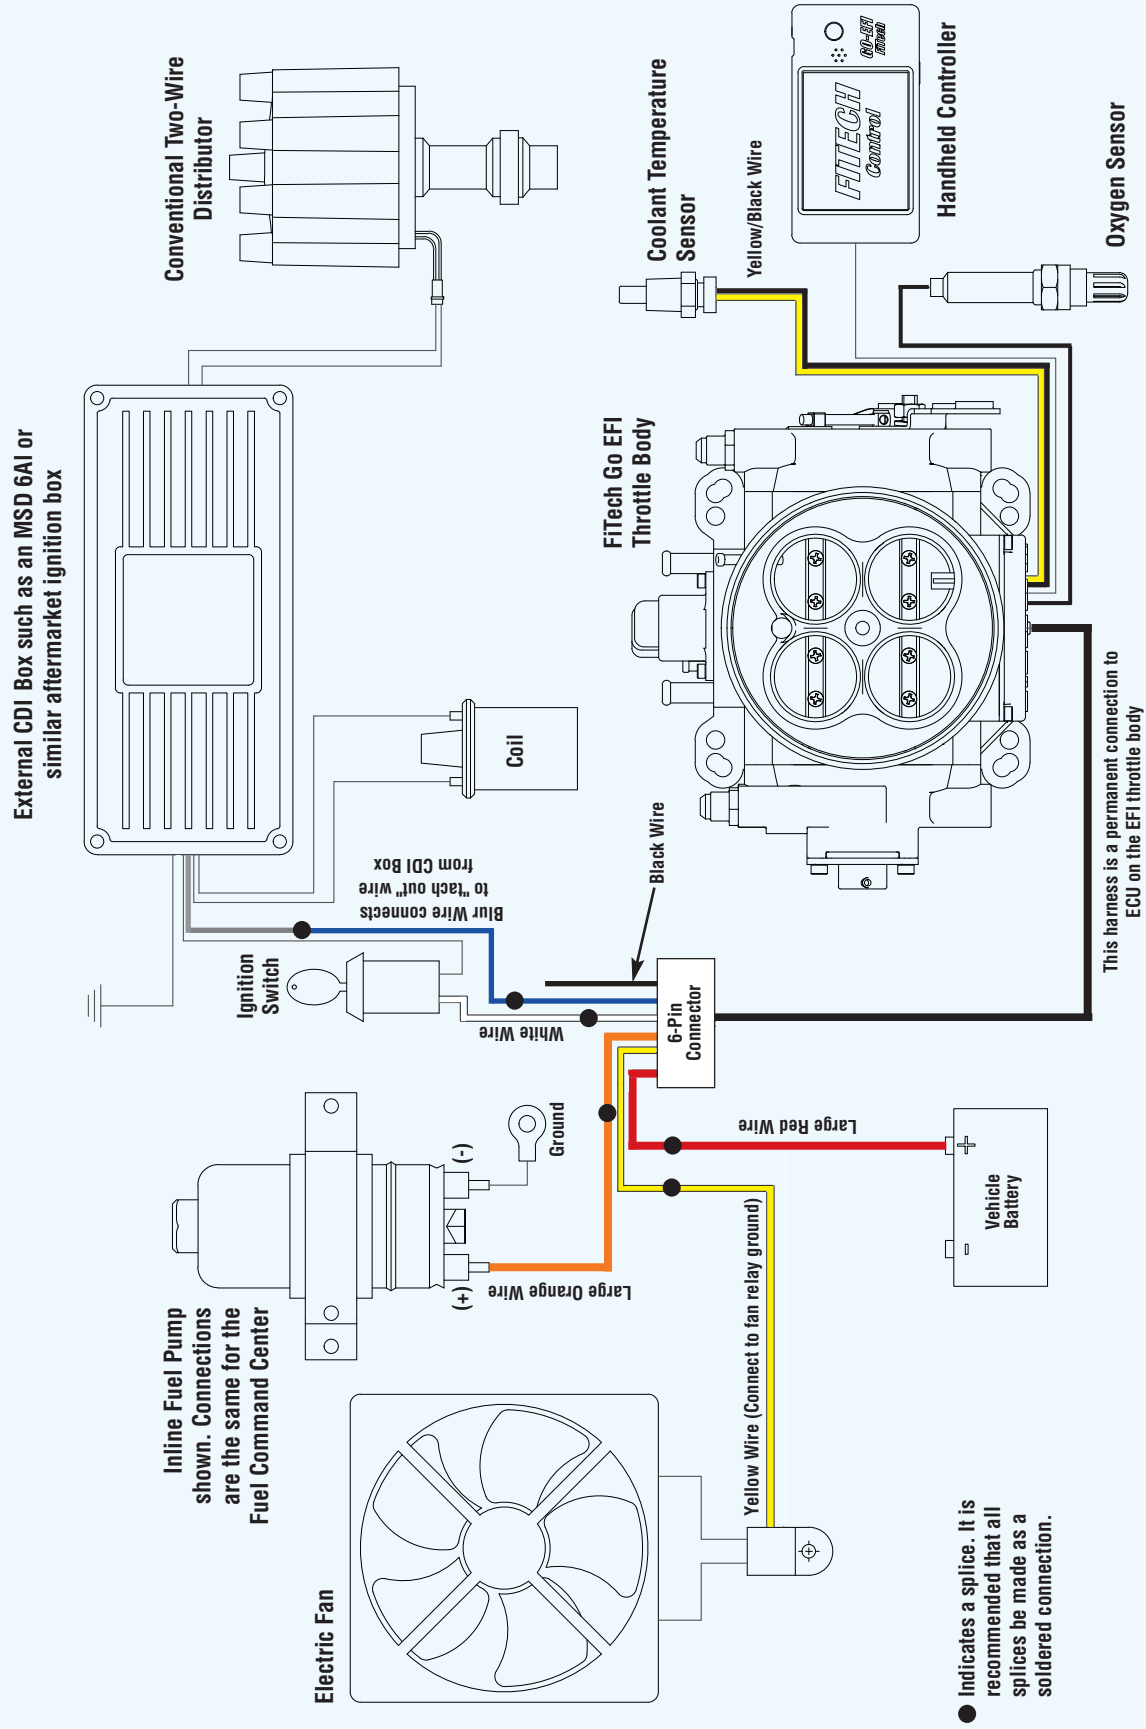 External CDI Box such as an MSD 6Al or
similar aftermarket ignition box
Conventional Two-Wire
Distributor
Coil
Blur Wire connects
to "tach out" wire
from CDI Box
Ignition
Switch
White Wire
Inline Fuel Pump
shown. Connections
are the same for the
Fuel Command Center
(+)
(-)
Ground
Large Orange Wire
Electric Fan
Yellow Wire (Connect to fan relay ground)
Large Red Wire
Vehicle
Battery
-
+
6-Pin
Connector
Black Wire
FiTech Go EFI
Throttle Body
Coolant Temperature
Sensor
Yellow/Black Wire
FITECH
Control
GO-EFI
FiTech
Handheld Controller
Oxygen Sensor
This harness is a permanent connection to
ECU on the EFI throttle body
Indicates a splice. It is
recommended that all
splices be made as a
soldered connection.